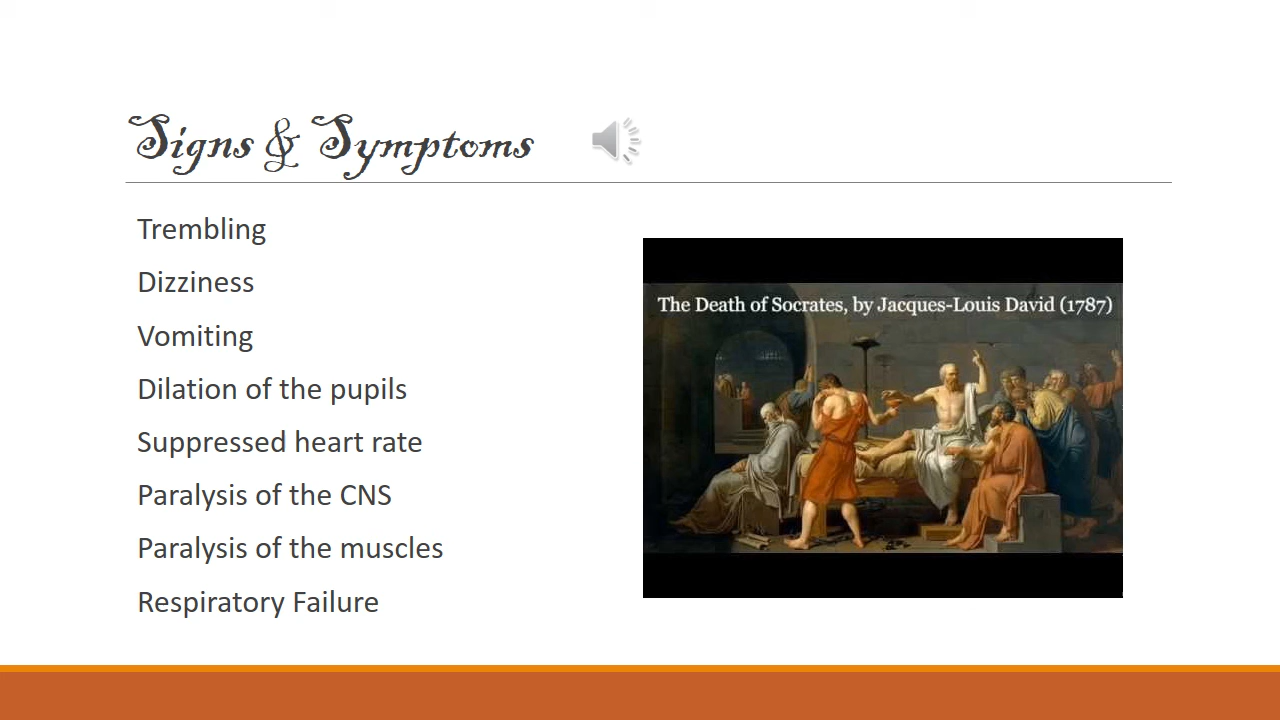 Signs & Symptoms
Trembling
Dizziness
Vomiting
Dilation of the pupils
Suppressed heart rate
Paralysis of the CNS
Paralysis of the muscles
Respiratory Failure
The Death of Socrates, by Jacques-Louis David (1787)